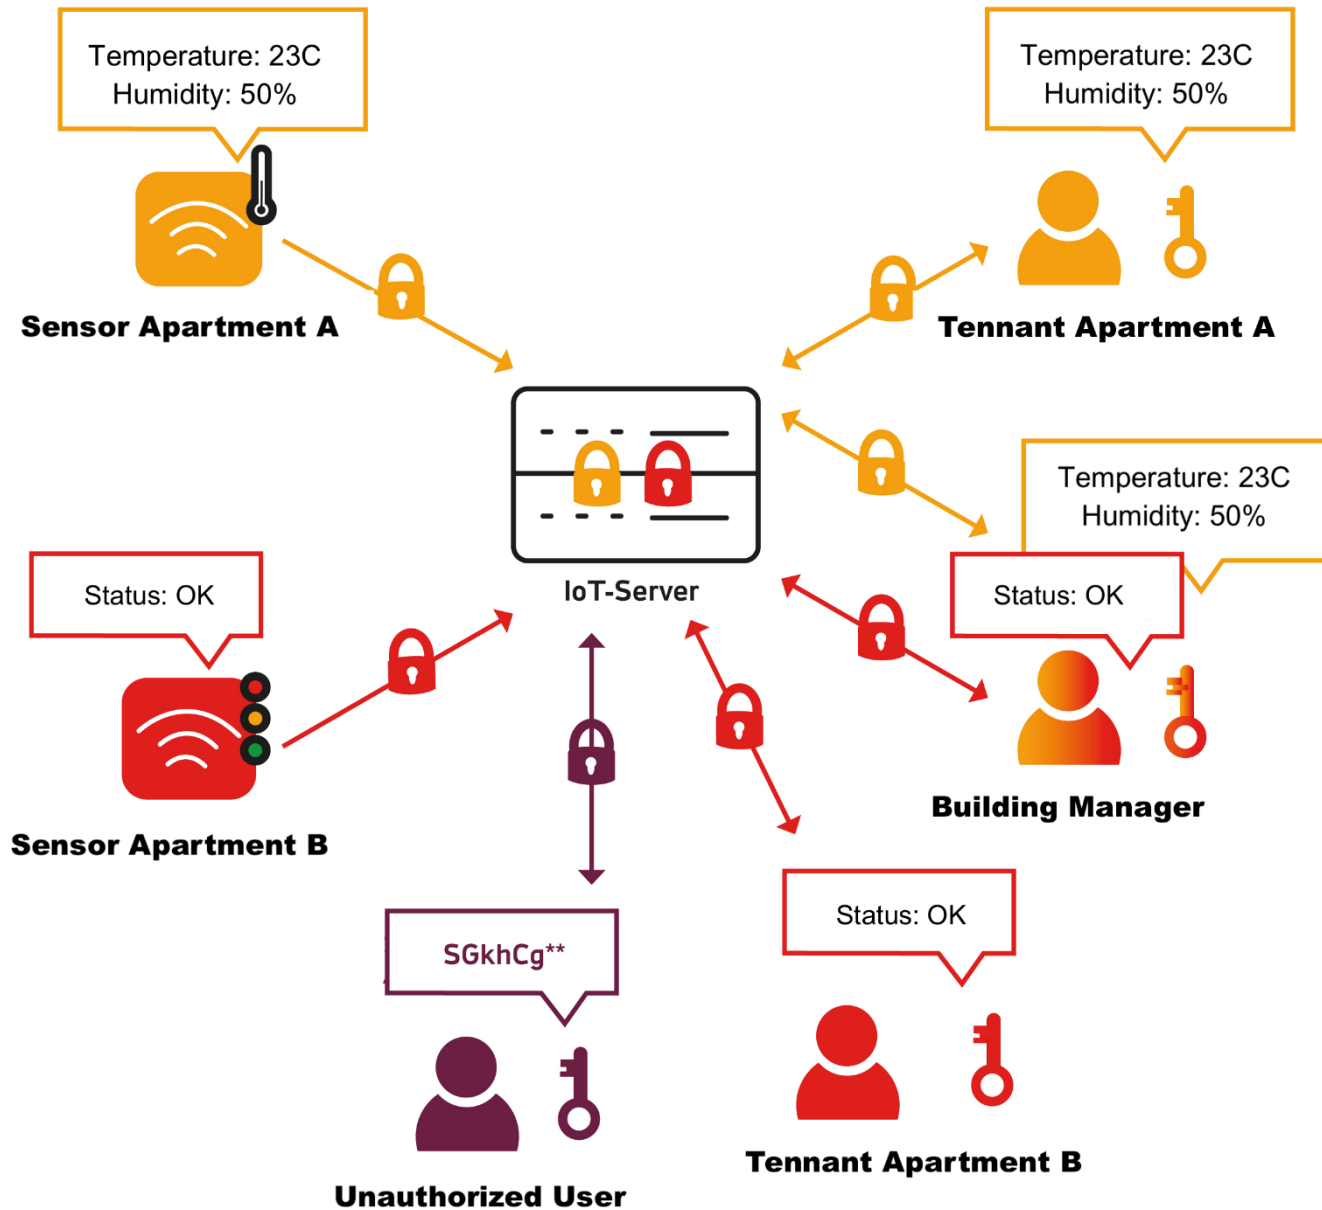 Temperature: 23C
Humidity: 50%
Temperature: 23C
Humidity: 50%
Sensor Apartment A
Tennant Apartment A
Temperature: 23C
Humidity: 50%
IoT-Server
Status: OK
Status: OK
Building Manager
Sensor Apartment B
Status: OK
SGkhCg**
Tennant Apartment B
Unauthorized User